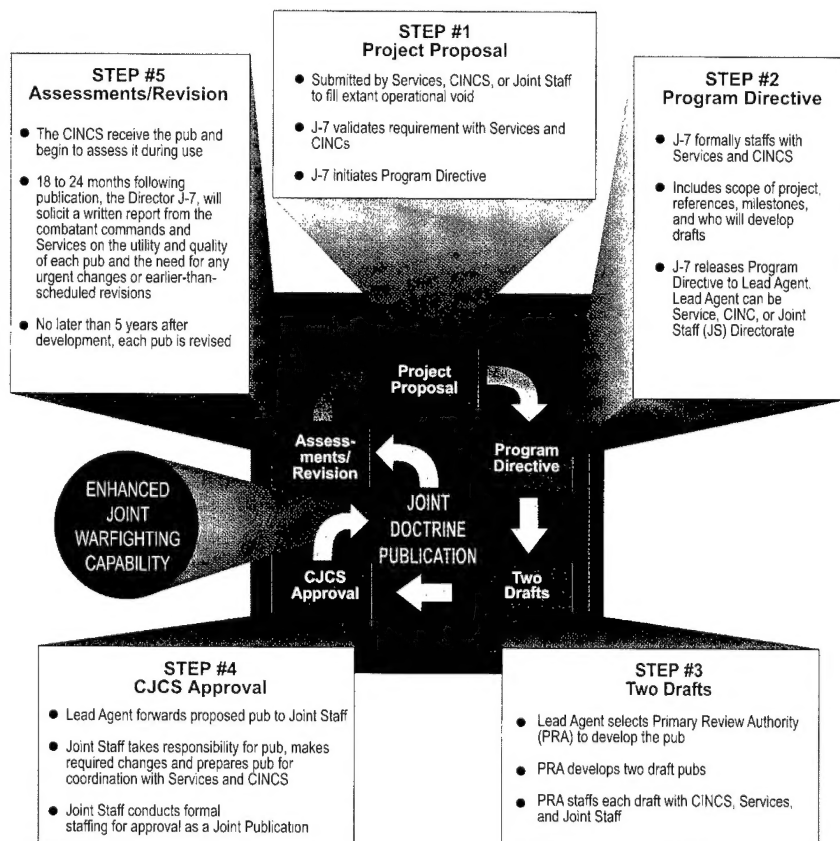 STEP #1
Project Proposal
● Submitted by Services, CINCS, or Joint Staff
to fill extant operational void
● J-7 validates requirement with Services and
CINCs
● J-7 initiates Program Directive
STEP #5
Assessments/Revision
● The CINCS receive the pub and
begin to assess it during use
● 18 to 24 months following
publication, the Director J-7, will
solicit a written report from the
combatant commands and
Services on the utility and quality
of each pub and the need for any
urgent changes or earlier-than-
scheduled revisions
● No later than 5 years after
development, each pub is revised
STEP #2
Program Directive
● J-7 formally staffs with
Services and CINCS
● Includes scope of project,
references, milestones,
and who will develop
drafts
● J-7 releases Program
Directive to Lead Agent.
Lead Agent can be
Service, CINC, or Joint
Staff (JS) Directorate
Project
Proposal
Assess-
ments/
Revision
Program
Directive
ENHANCED
JOINT
WARFIGHTING
CAPABILITY
JOINT
DOCTRINE
PUBLICATION
CJCS
Approval
Two
Drafts
STEP #4
CJCS Approval
● Lead Agent forwards proposed pub to Joint Staff
● Joint Staff takes responsibility for pub, makes
required changes and prepares pub for
coordination with Services and CINCS
● Joint Staff conducts formal
staffing for approval as a Joint Publication
STEP #3
Two Drafts
● Lead Agent selects Primary Review Authority
(PRA) to develop the pub
● PRA develops two draft pubs
● PRA staffs each draft with CINCS, Services,
and Joint Staff